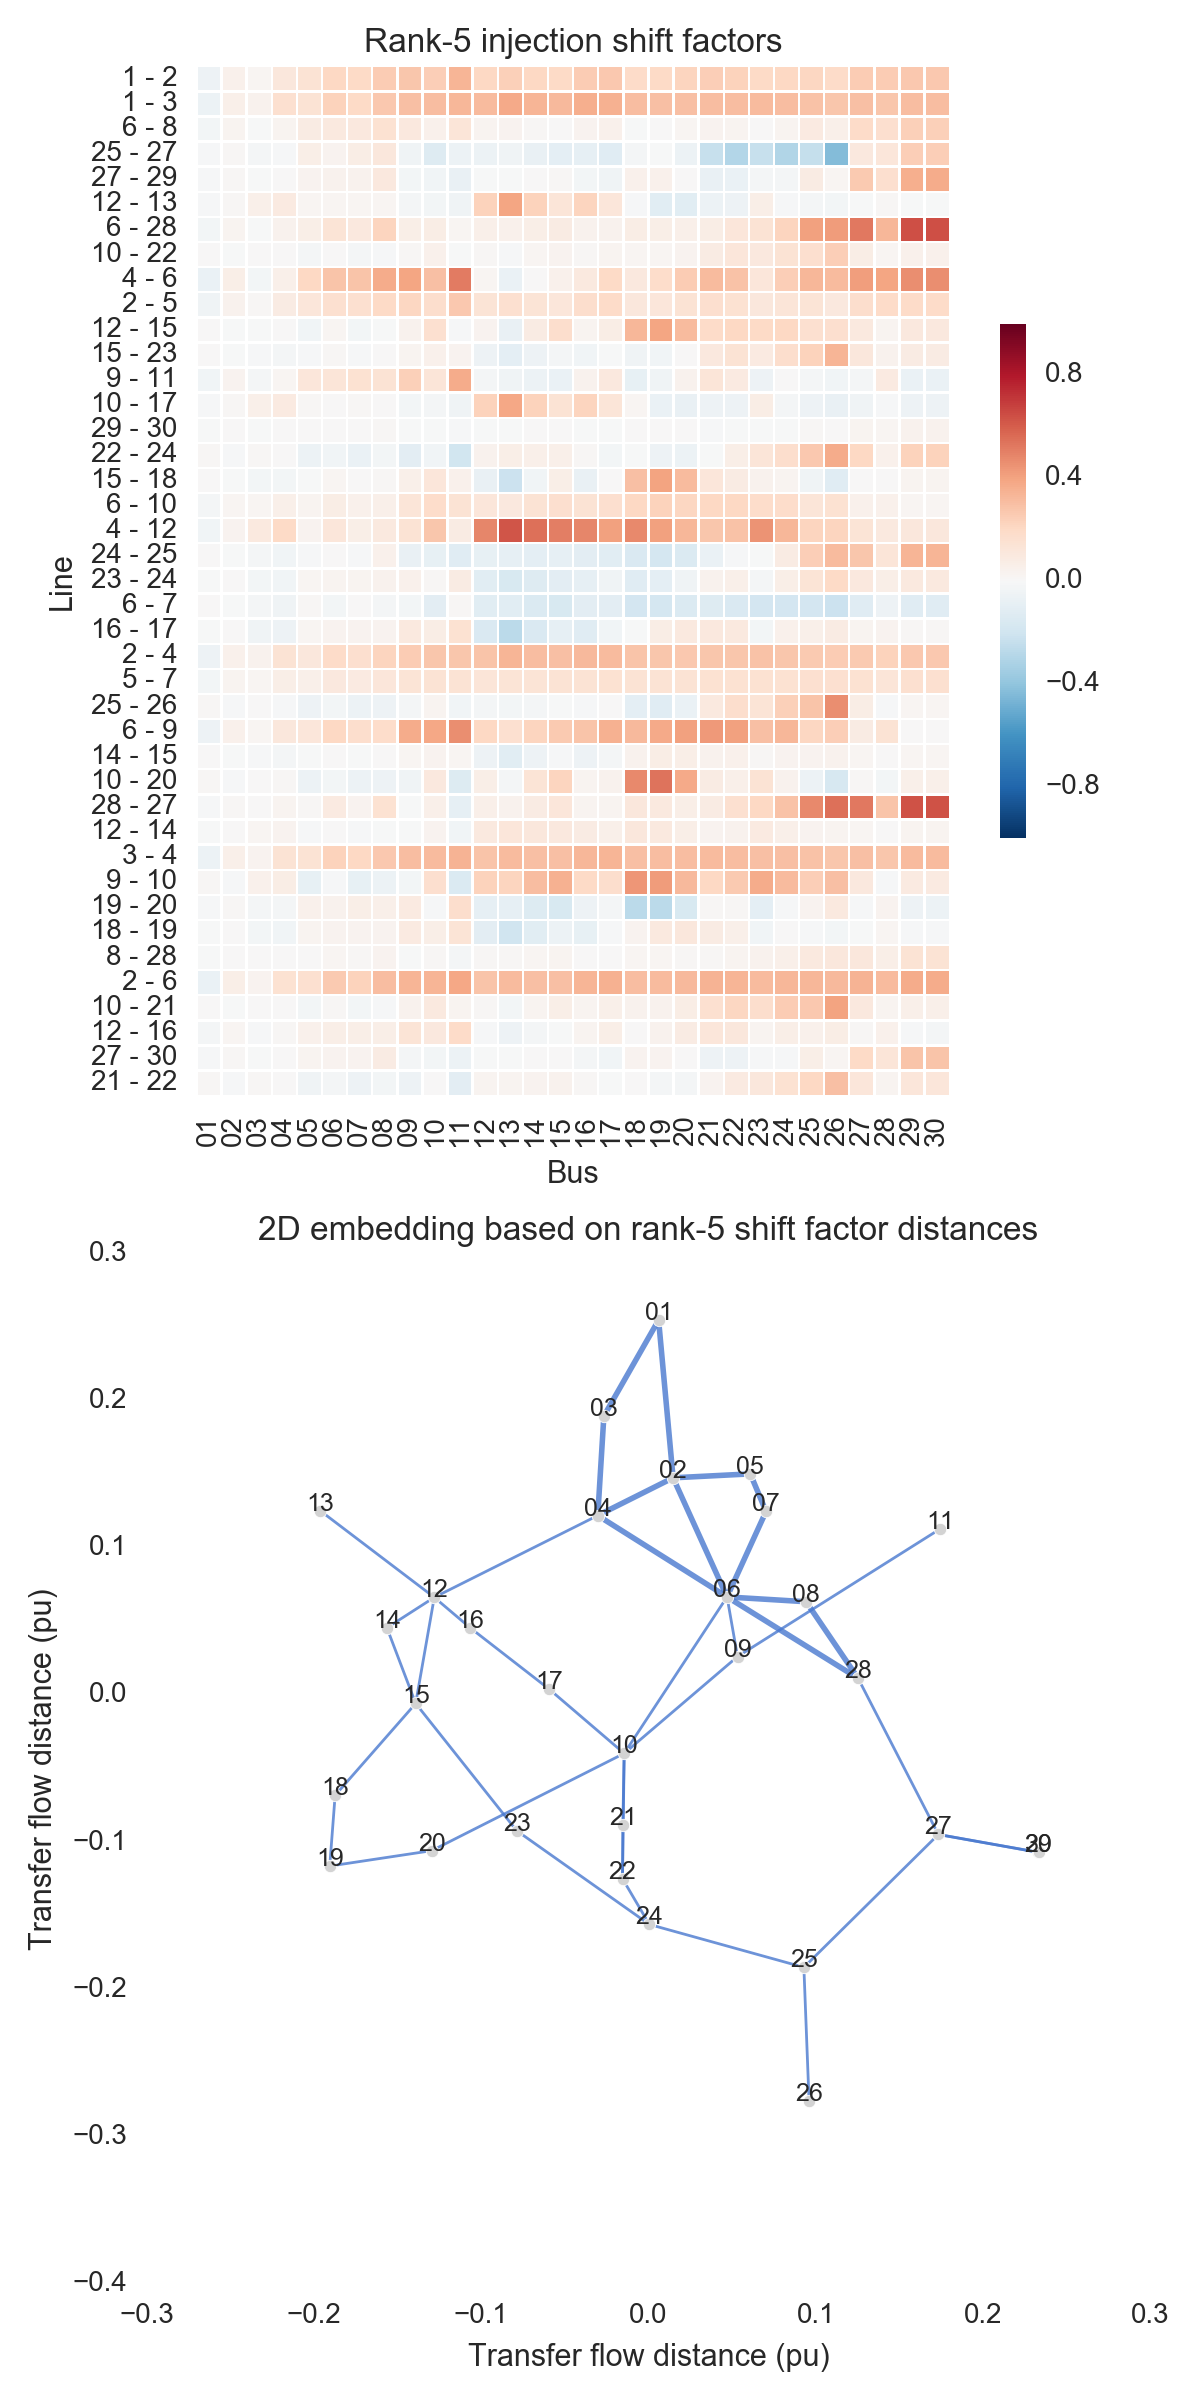 Rank-5 injection shift factors
1 - 2
1 - 3
6 - 8
25 - 27
27 - 29
12 - 13
6 - 28
10 - 22
4 - 6
2 - 5
12 - 15
15 - 23
9 - 11
10 - 17
29 - 30
22 - 24
15 - 18
6 - 10
4 - 12
24 - 25
23 - 24
6 - 7
16 - 17
2 - 4
5 - 7
25 - 26
6 - 9
14 - 15
10 - 20
28 - 27
12 - 14
3 - 4
9 - 10
19 - 20
18 - 19
8 - 28
2 - 6
10 - 21
12 - 16
27 - 30
21 - 22
Line
0.8
0.4
0.0
−0.4
−0.8
01 02 03 04 05 06 07 08 09 10 11 12 13 14 15 16 17 18 19 20 21 22 23 24 25 26 27 28 29 30
Bus
2D embedding based on rank-5 shift factor distances
0.3
0.2
0.1
0.0
−0.1
−0.2
−0.3
−0.4
Transfer flow distance (pu)
01
03
02
05
04
07
13
11
12
06
08
14
16
09
28
15
17
10
18
21
23
27
20
19
29
30
22
24
25
26
−0.3 −0.2 −0.1 0.0 0.1 0.2 0.3
Transfer flow distance (pu)